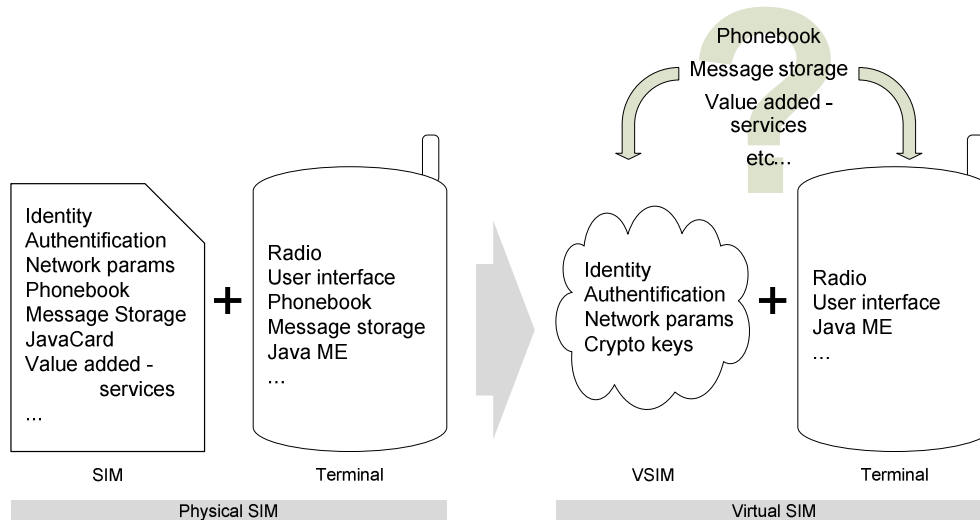 Identity
Authentification
Network params
Phonebook
Message Storage
JavaCard
Value added -
services
...
SIM
+
Radio
User interface
Phonebook
Message storage
Java ME
...
Terminal
Physical SIM
?
Phonebook
Message storage
Value added -
services
etc...
Identity
Authentification
Network params
Crypto keys
VSIM
+
Radio
User interface
Java ME
...
Terminal
Virtual SIM